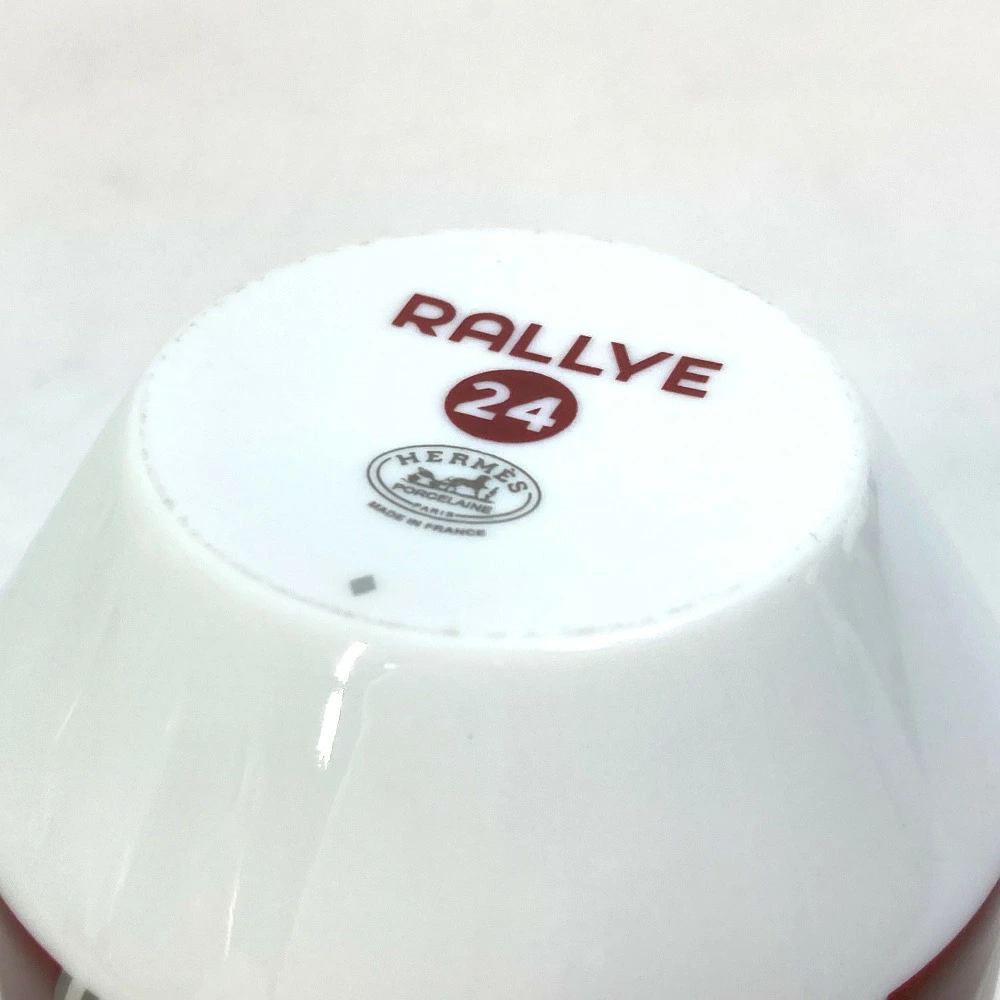 RALLYE
24
HERMÈS
PORCELAINE
PARIS
MADE IN FRANCE